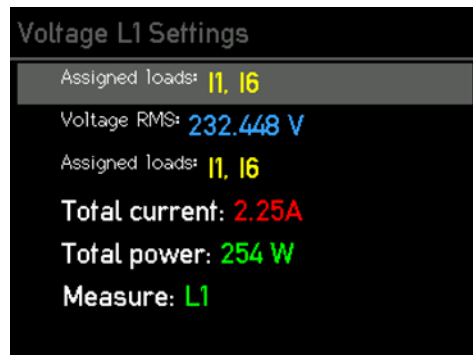 Voltage L1 Settings
Assigned loads: I1, I6
Voltage RMS: 232.448 V
Assigned loads: I1, I6
Total current: 2.25A
Total power: 254 W
Measure: L1